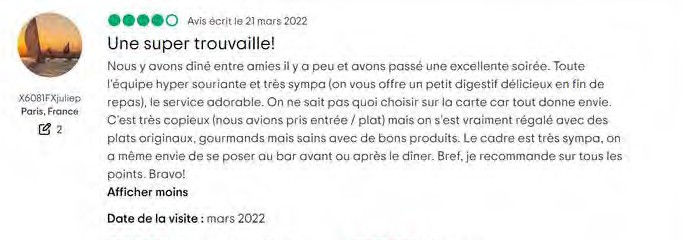 Avis écrit le 21 mars 2022
Une super trouvaille!
Nous y avons dîné entre amies il y a peu et avons passé une excellente soirée. Toute
l'équipe hyper souriante et très sympa (on vous offre un petit digestif délicieux en fin de
repas), le service adorable. On ne sait pas quoi choisir sur la carte car tout donne envie.
C'est très copieux (nous avions pris entrée / plat) mais on s'est vraiment régalé avec des
plats originaux, gourmands mais sains avec de bons produits. Le cadre est très sympa, on
a même envie de se poser au bar avant ou après le dîner. Bref, je recommande sur tous les
points. Bravo!
Afficher moins
Date de la visite : mars 2022
X6081FXjuliep
Paris, France
2